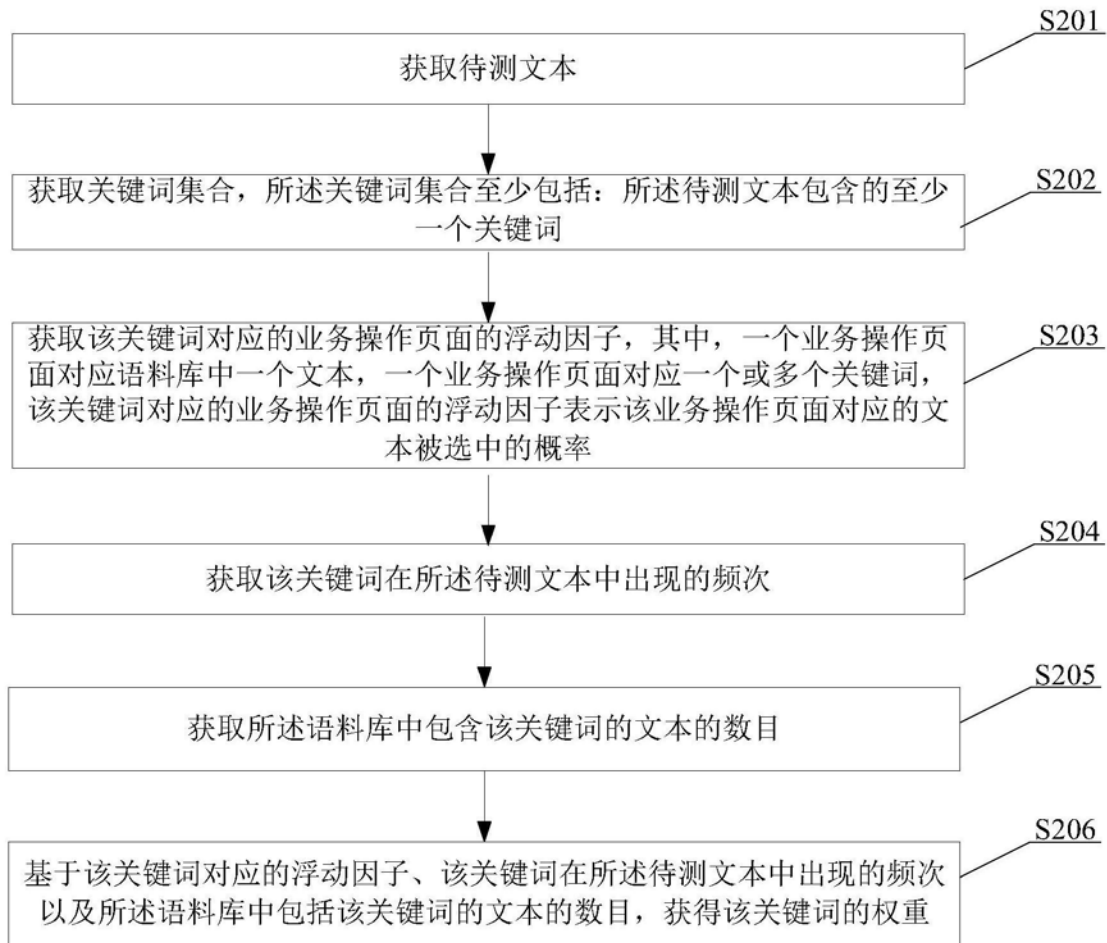 S201
获取待测文本
S202
获取关键词集合，所述关键词集合至少包括：所述待测文本包含的至少
一个关键词
S203
获取该关键词对应的业务操作页面的浮动因子，其中，一个业务操作页
面对应语料库中一个文本，一个业务操作页面对应一个或多个关键词，
该关键词对应的业务操作页面的浮动因子表示该业务操作页面对应的文
本被选中的概率
S204
获取该关键词在所述待测文本中出现的频次
S205
获取所述语料库中包含该关键词的文本的数目
S206
基于该关键词对应的浮动因子、该关键词在所述待测文本中出现的频次
以及所述语料库中包括该关键词的文本的数目，获得该关键词的权重